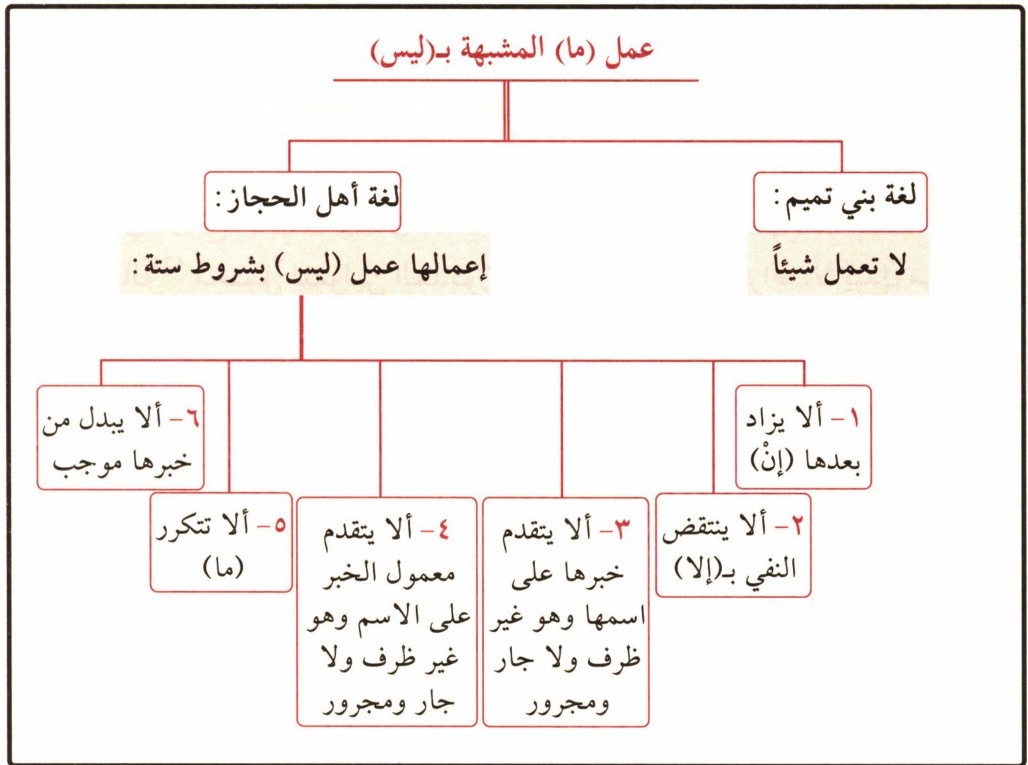 عمل (ما) المشبهة بـ(ليس)
لغة بني تميم:
لا تعمل شيئاً
لغة أهل الحجاز:
إعمالها عمل (ليس) بشروط ستة:
١- ألا يزاد
بعدها (إنْ)
٢- ألا ينتقض
النفي بـ(إلا)
٣- ألا يتقدم
خبرها على
اسمها وهو غير
ظرف ولا جار
ومجرور
٤- ألا يتقدم
معمول الخبر
على الاسم وهو
غير ظرف ولا
جار ومجرور
٥- ألا تتكرر
(ما)
٦- ألا يبدل من
خبرها موجب